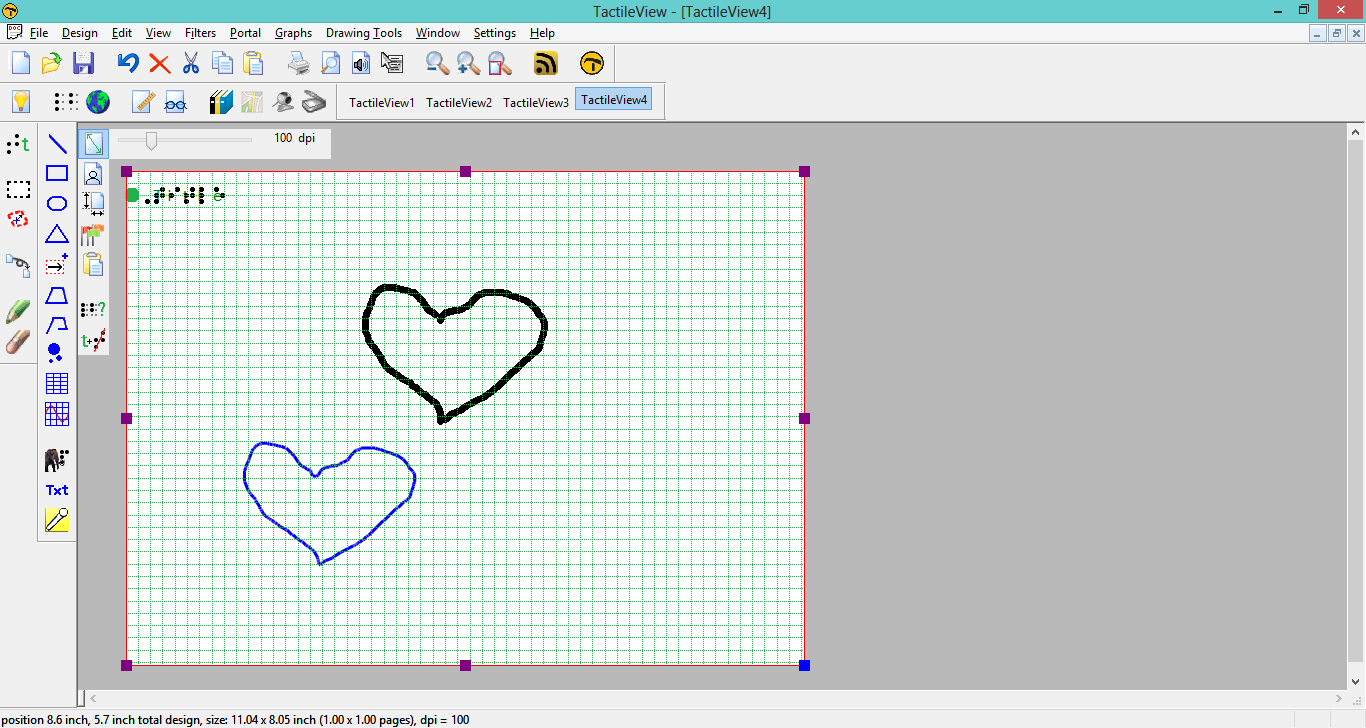 TactileView - [TactileView4]
File Design Edit View Filters Portal Graphs Drawing Tools Window Settings Help
TactileView1 TactileView2 TactileView3 TactileView4
t
100 dpi
Txt
position 8.6 inch, 5.7 inch total design, size: 11.04 x 8.05 inch (1.00 x 1.00 pages), dpi = 100